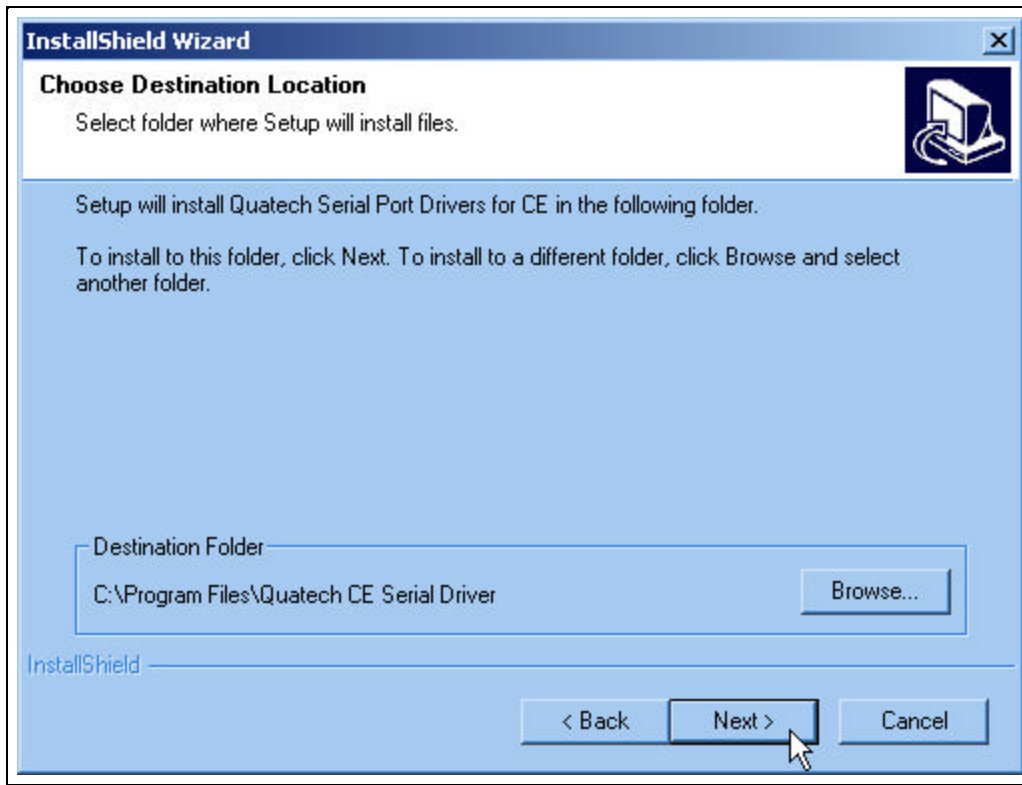 InstallShield Wizard
Choose Destination Location
Select folder where Setup will install files.
Setup will install Quatech Serial Port Drivers for CE in the following folder.
To install to this folder, click Next. To install to a different folder, click Browse and select
another folder.
Destination Folder
C:\Program Files\Quatech CE Serial Driver
Browse...
InstallShield
< Back
Next >
Cancel